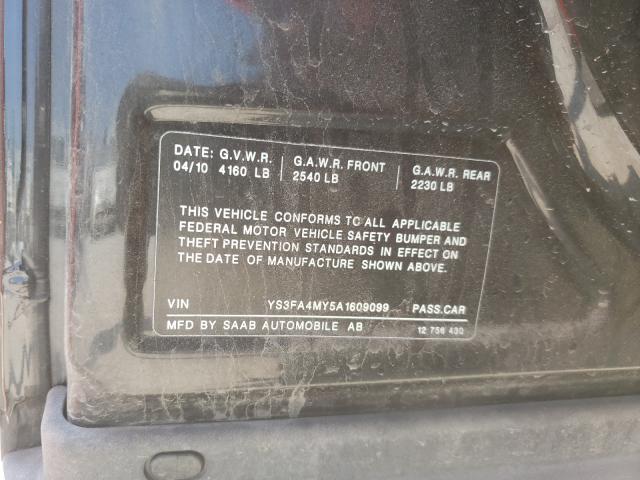 DATE: G.V.W.R. G.A.W.R. FRONT G.A.W.R. REAR
04/10 4160 LB 2540 LB 2230 LB
THIS VEHICLE CONFORMS TO ALL APPLICABLE
FEDERAL MOTOR VEHICLE SAFETY BUMPER AND
THEFT PREVENTION STANDARDS IN EFFECT ON
THE DATE OF MANUFACTURE SHOWN ABOVE.
VIN YS3FA4MY5A1609099 PASS.CAR
MFD BY SAAB AUTOMOBILE AB 12 756 430